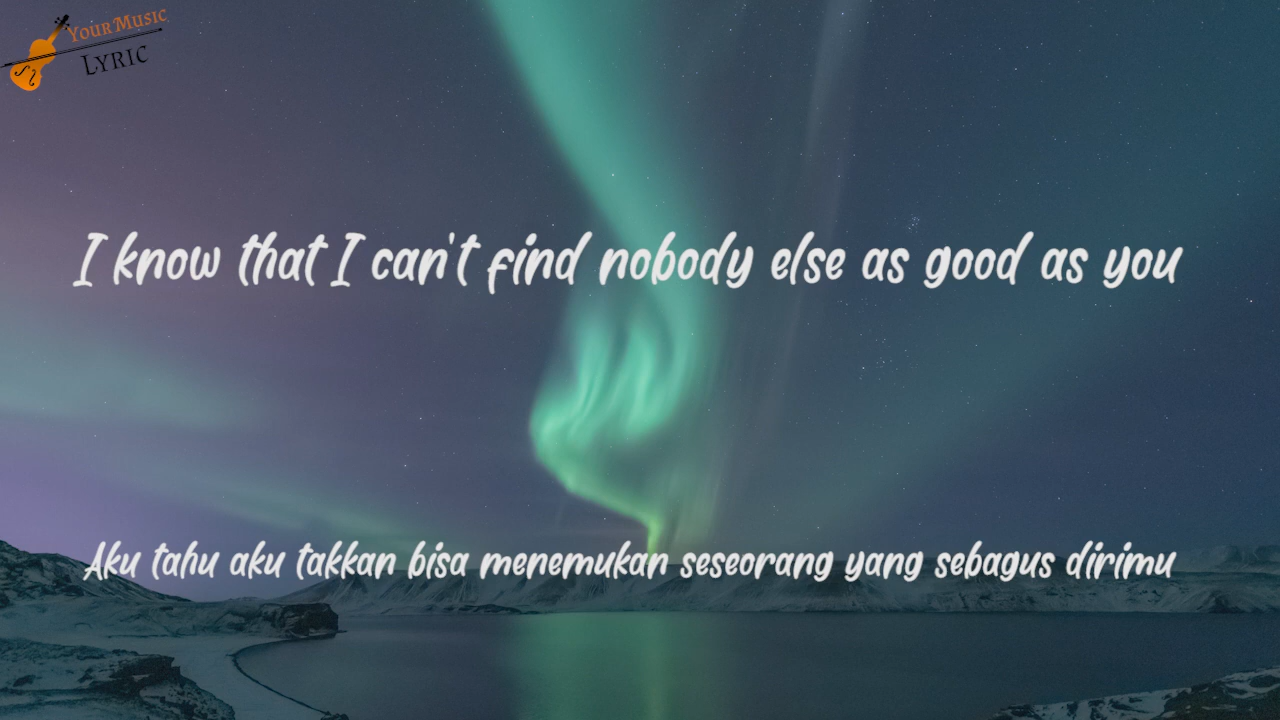 Your Music
Lyric
I know that I can't find nobody else as good as you
Aku tahu aku takkan bisa menemukan seseorang yang sebagus dirimu